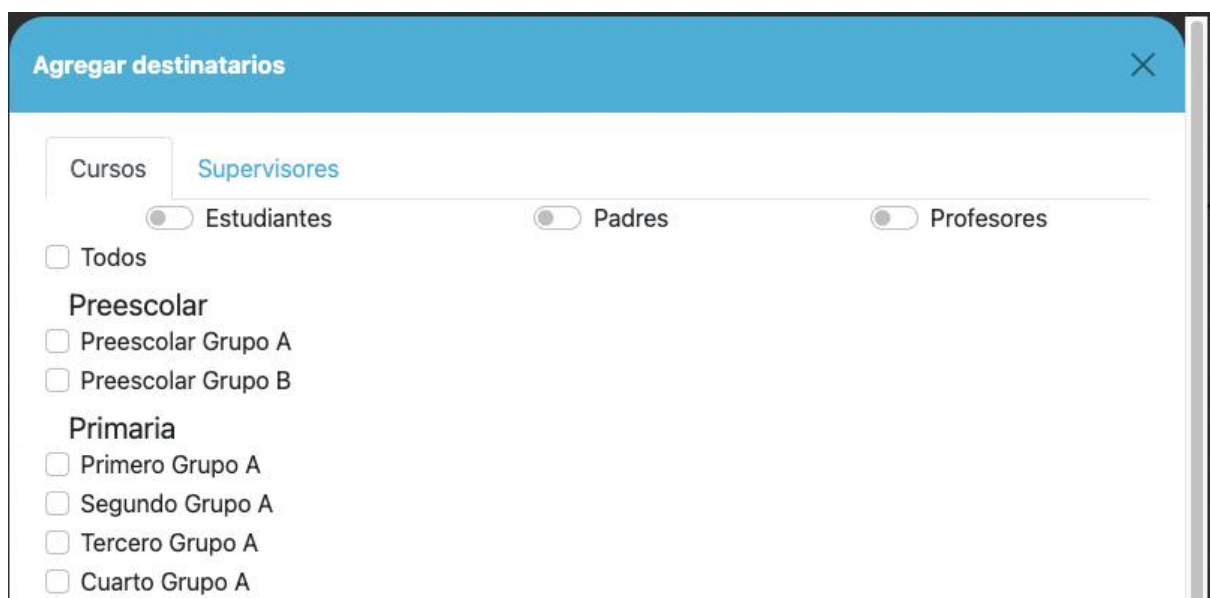 Agregar destinatarios
Cursos Supervisores
Estudiantes Padres Profesores
Todos
Preescolar
Preescolar Grupo A
Preescolar Grupo B
Primaria
Primero Grupo A
Segundo Grupo A
Tercero Grupo A
Cuarto Grupo A